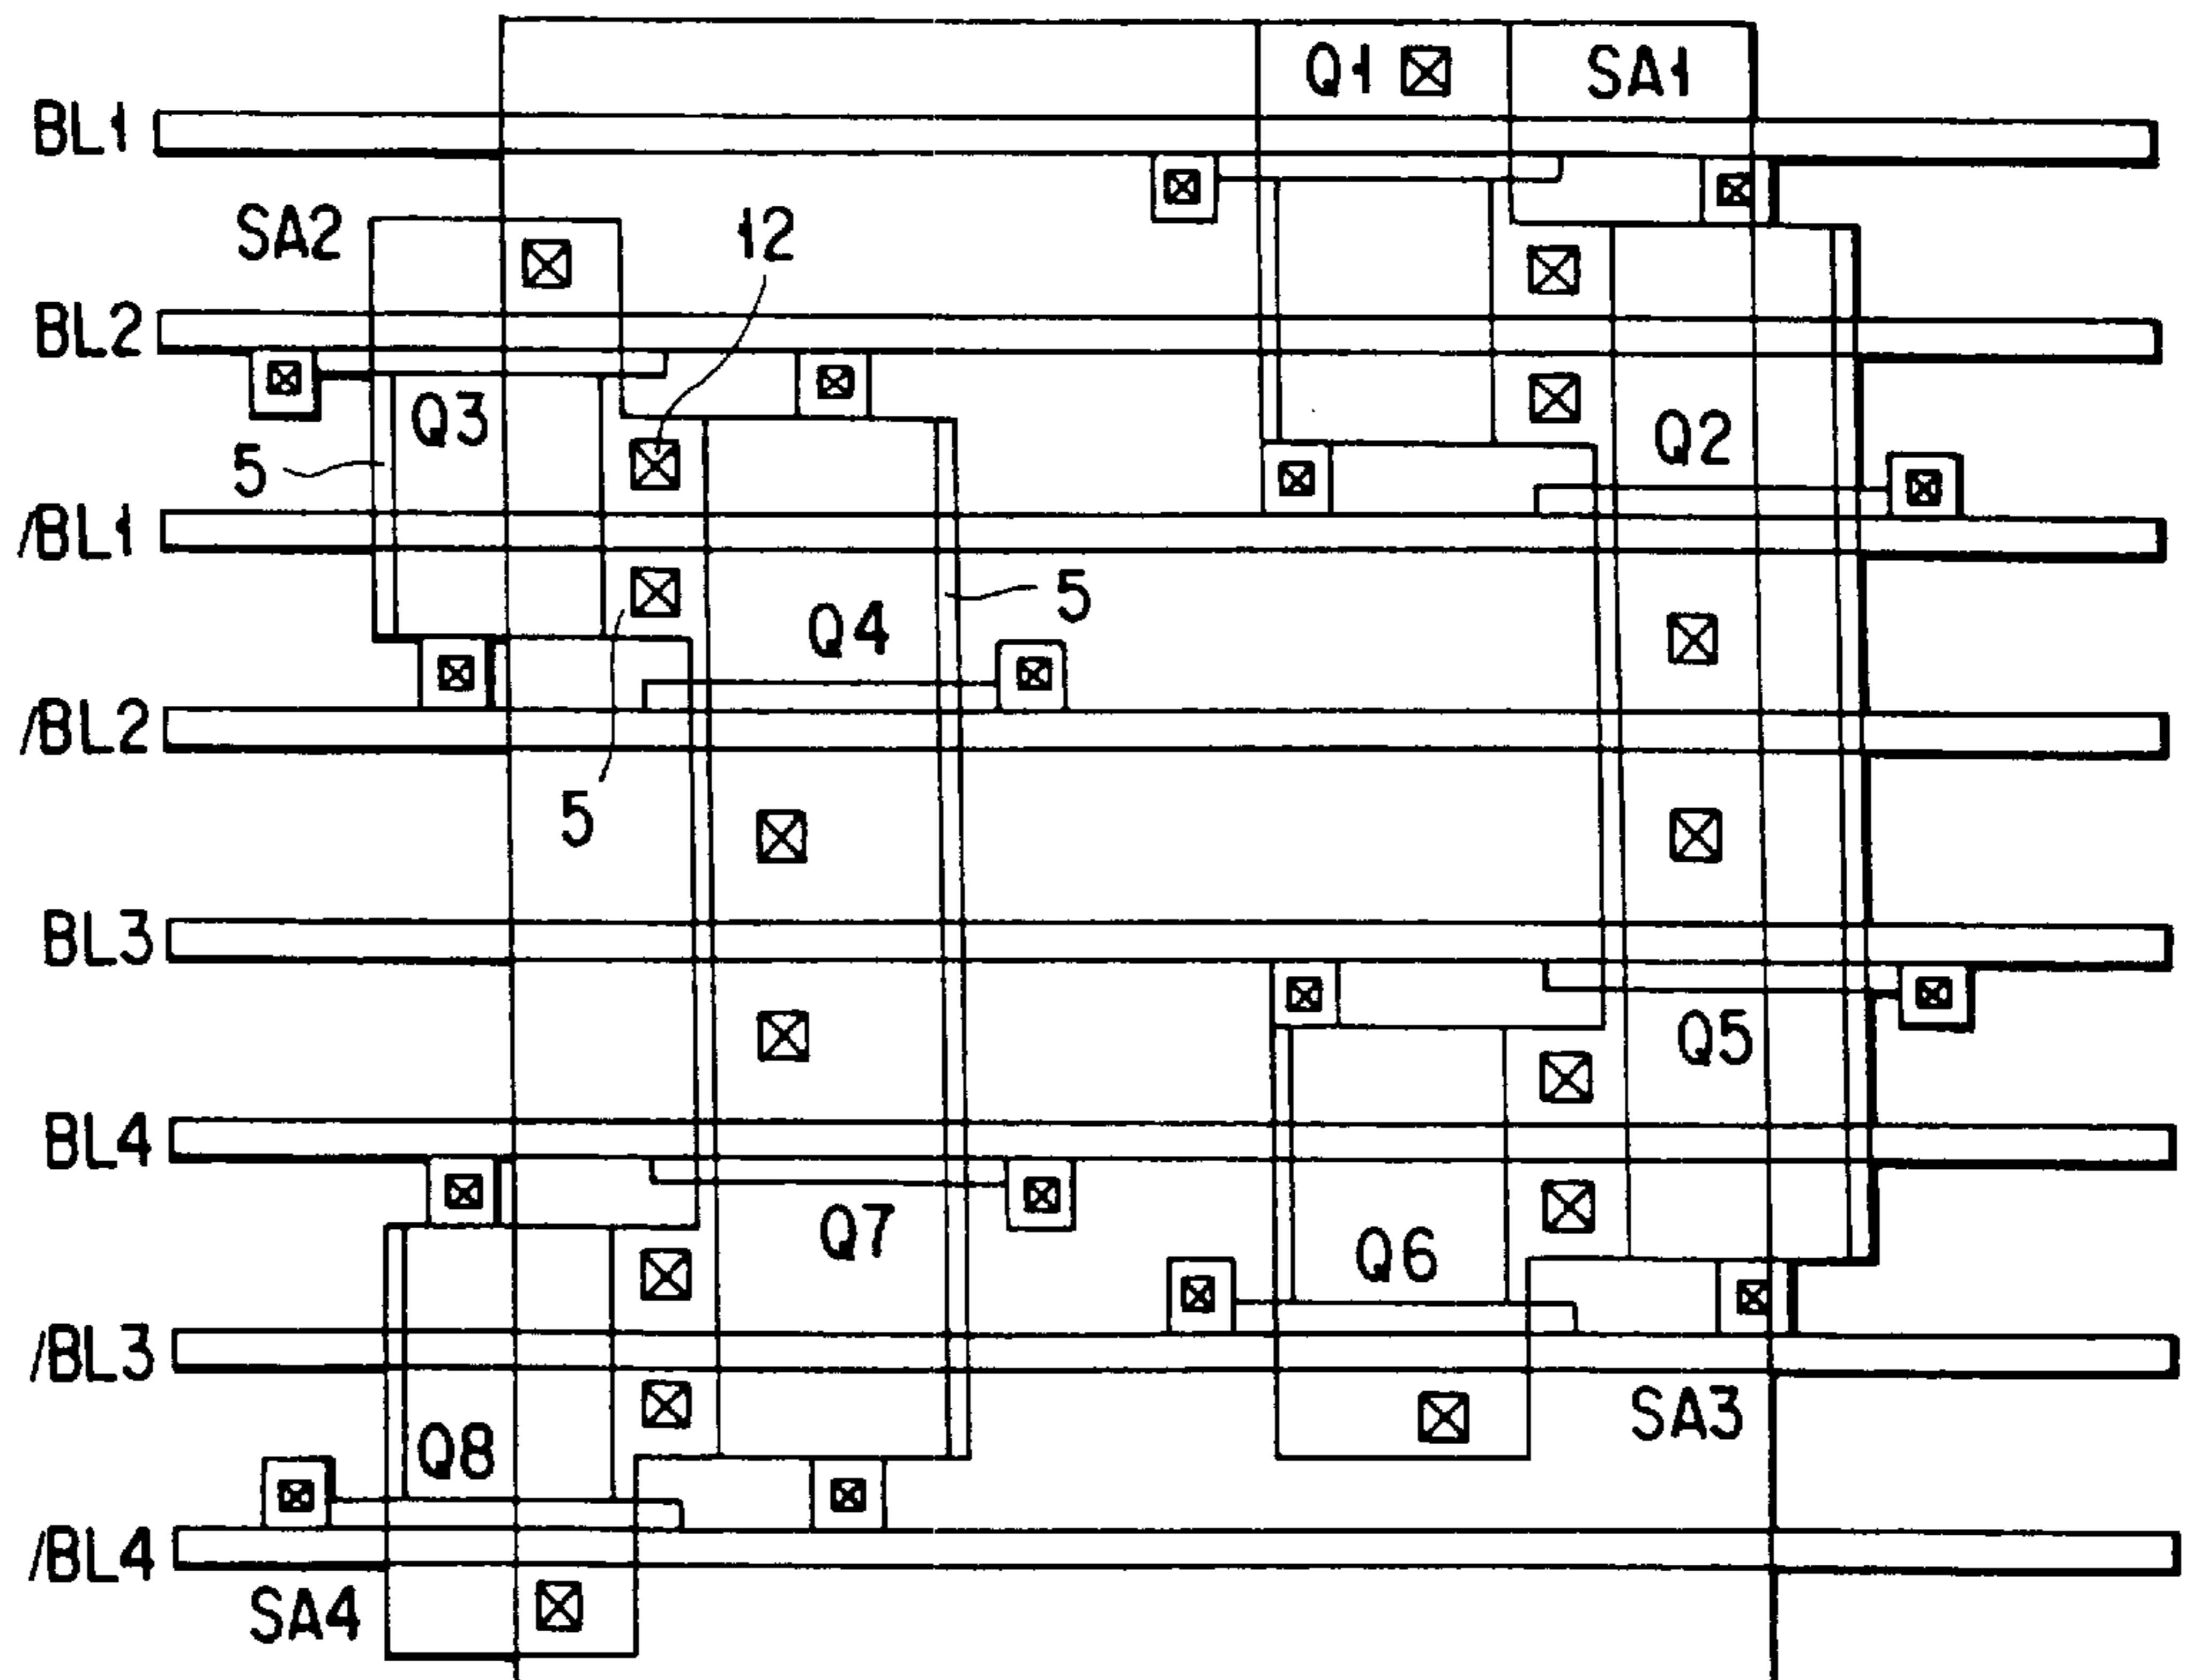 Q1 SA1
BL1
SA2 12
BL2
Q3 Q2
5
/BL1
5
Q4
/BL2
5
BL3
Q5
BL4
Q7 Q6
/BL3
SA3
Q8
/BL4
SA4